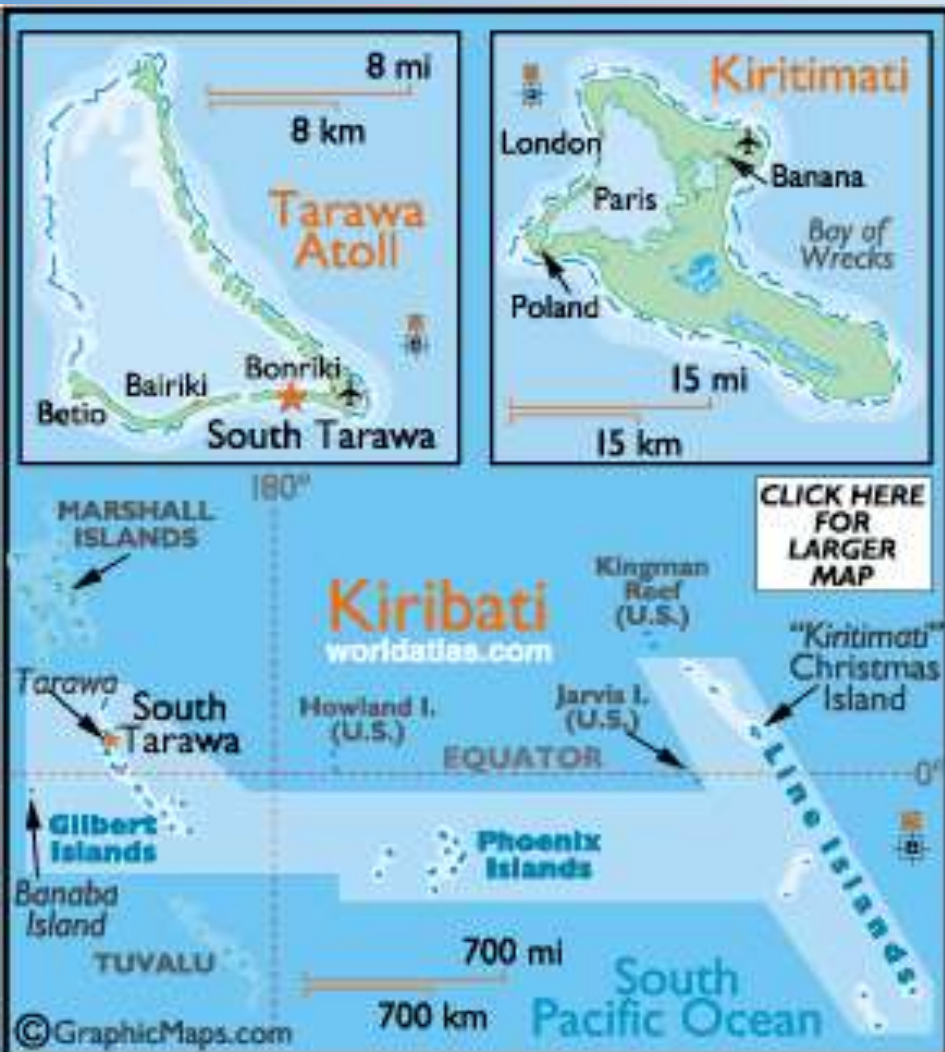 8 mi
8 km
Tarawa
Atoll
Bonriki
Bairiki
Betio
South Tarawa
Kiritimati
London
Banana
Paris
Bay of
Wrecks
Poland
15 mi
15 km
180°
MARSHALL
ISLANDS
CLICK HERE
FOR
LARGER
MAP
Kiribati
worldatlas.com
Kingman
Reef
(U.S.)
"Kiritimati"
Christmas
Island
Tarawa
South
Tarawa
Howland I.
(U.S.)
Jarvis I.
(U.S.)
EQUATOR
0°
Gilbert
Islands
Phoenix
Islands
Line Islands
Banaba
Island
TUVALU
700 mi
700 km
South
Pacific Ocean
©GraphicMaps.com